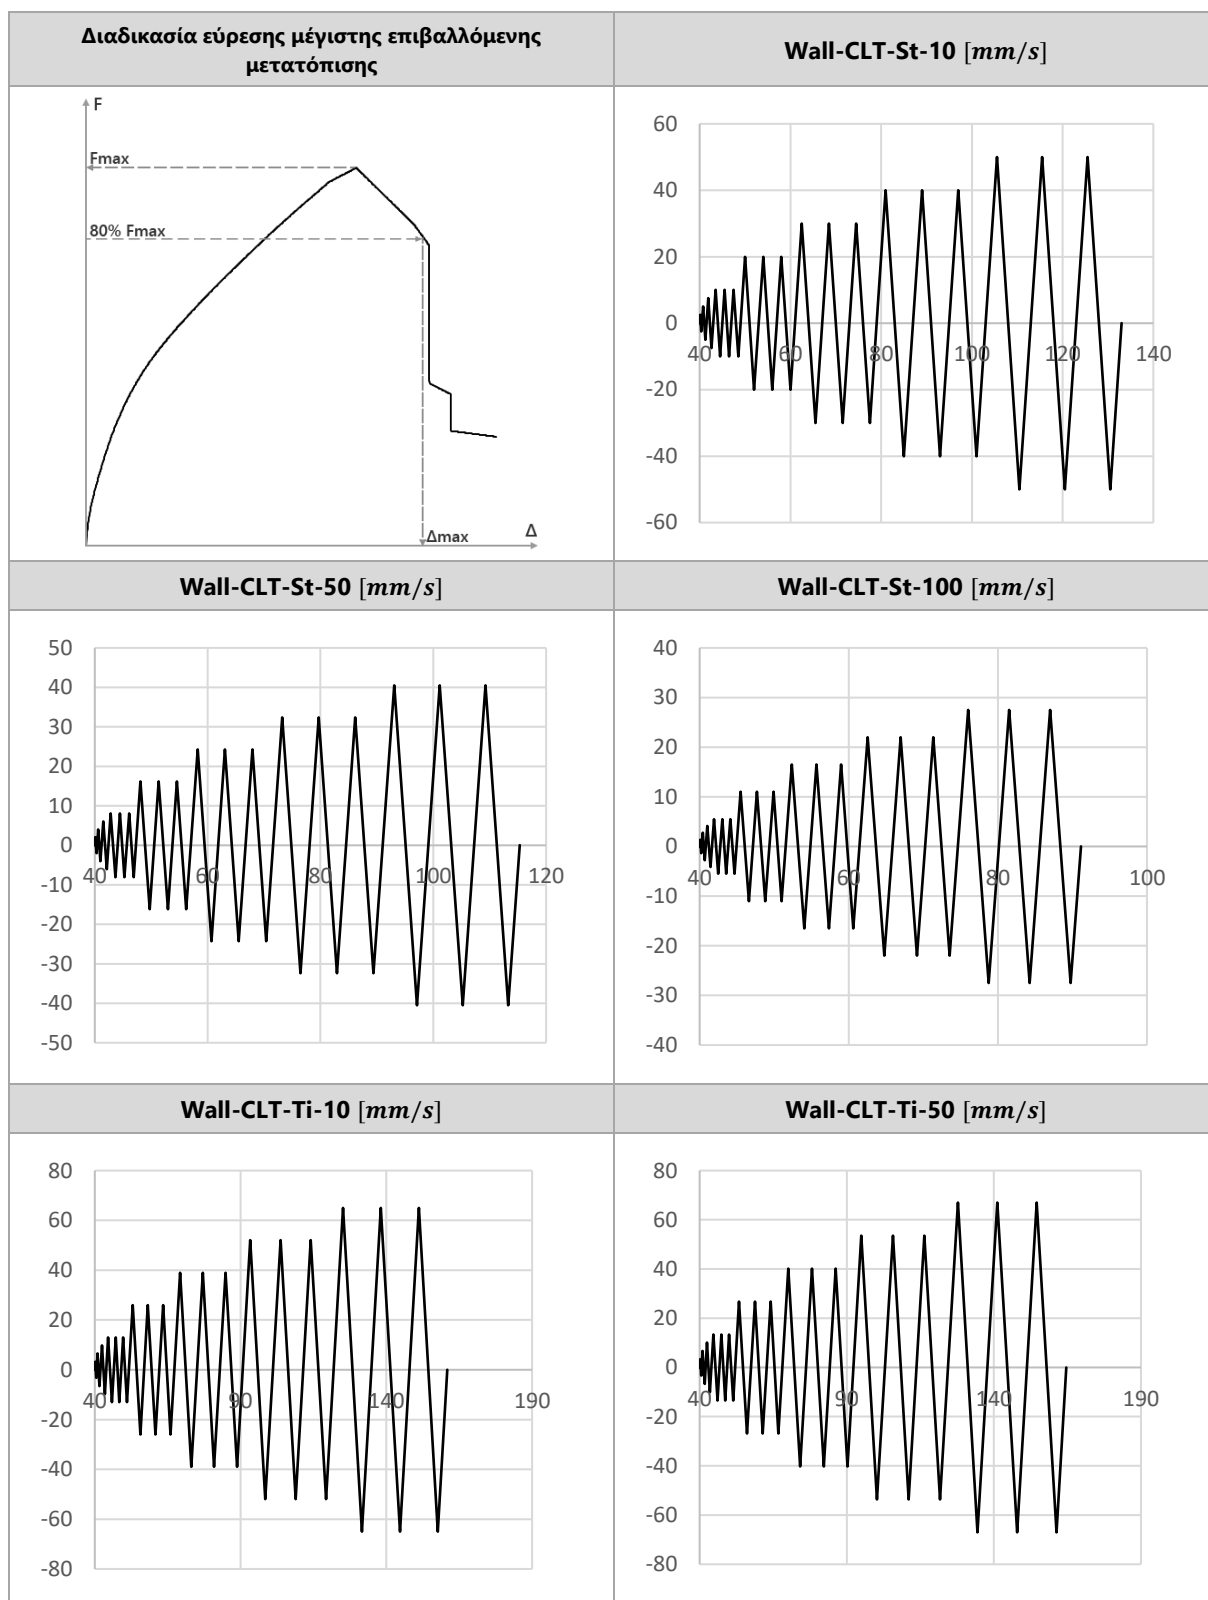 Διαδικασία εύρεσης μέγιστης επιβαλλόμενης
μετατόπισης
Wall-CLT-St-10 [mm/s]
F
Fmax
80% Fmax
Δmax
Δ
60
40
20
0
-20
-40
-60
40 60 80 100 120 140
Wall-CLT-St-50 [mm/s]
Wall-CLT-St-100 [mm/s]
50
40
30
20
10
0
-10
-20
-30
-40
-50
40 60 80 100 120
40
30
20
10
0
-10
-20
-30
-40
40 60 80 100
Wall-CLT-Ti-10 [mm/s]
Wall-CLT-Ti-50 [mm/s]
80
60
40
20
0
-20
-40
-60
-80
40 90 140 190
80
60
40
20
0
-20
-40
-60
-80
40 90 140 190